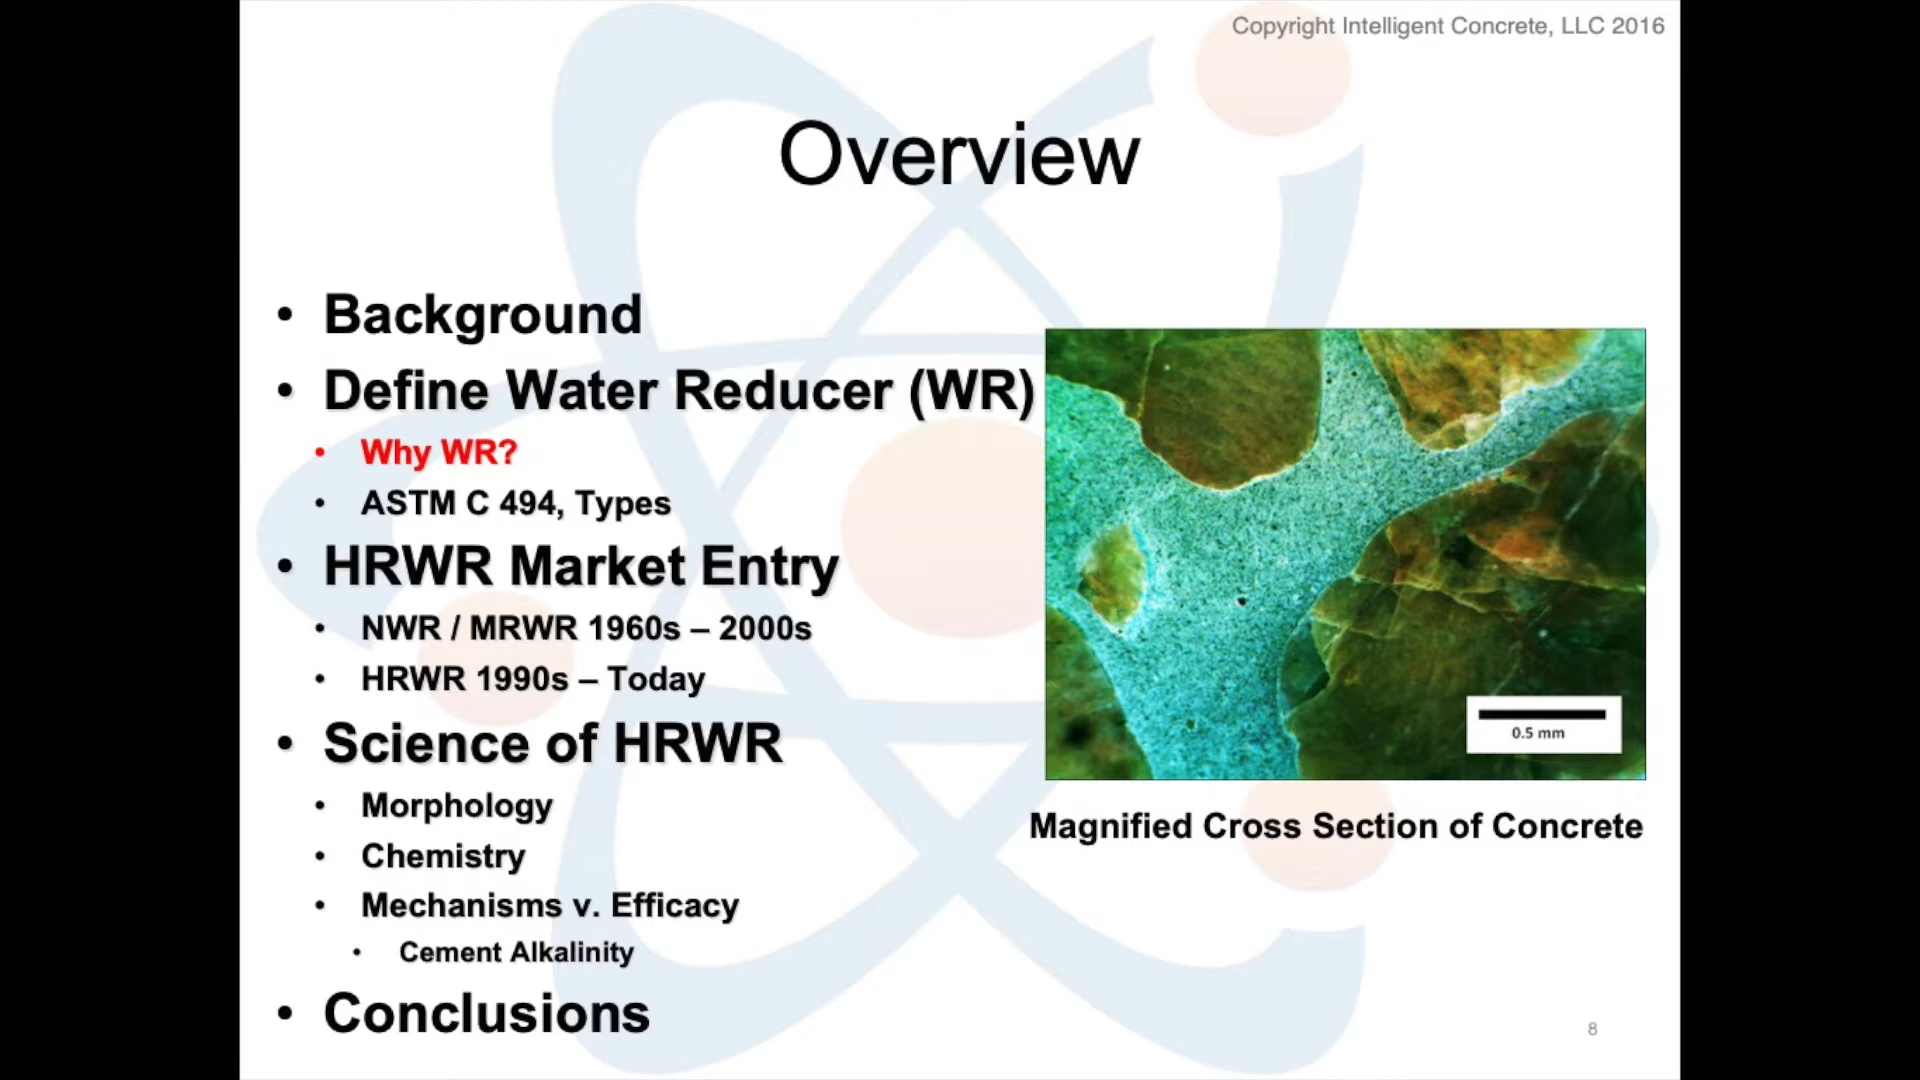 Copyright Intelligent Concrete, LLC 2016
Overview
• Background
• Define Water Reducer (WR)
• Why WR?
• ASTM C 494, Types
• HRWR Market Entry
• NWR / MRWR 1960s – 2000s
• HRWR 1990s – Today
• Science of HRWR
• Morphology
• Chemistry
• Mechanisms v. Efficacy
• Cement Alkalinity
• Conclusions
0.5 mm
Magnified Cross Section of Concrete
8